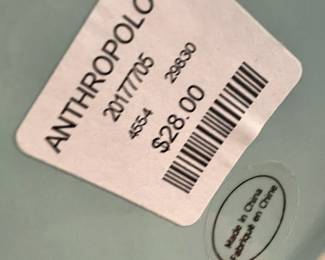 ANTHROPOLO
20177705
4554 29830
$28.00
Made in China
Fabriqué en Chine